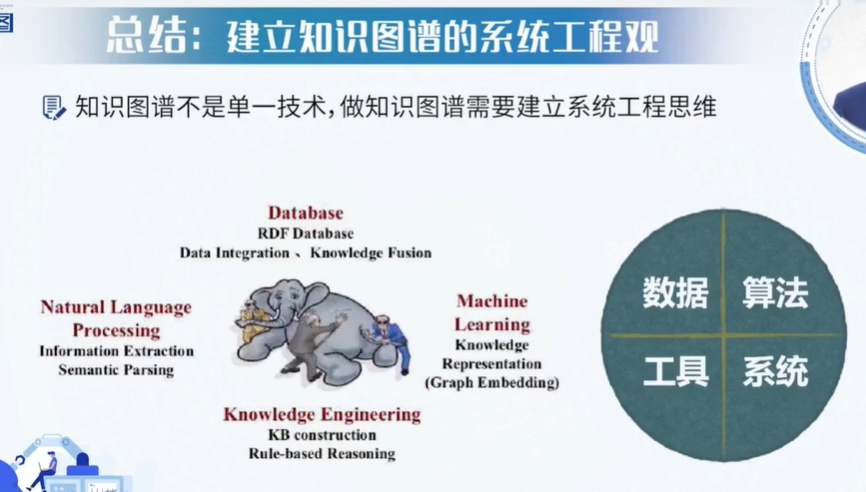 图
总结：建立知识图谱的系统工程观
知识图谱不是单一技术，做知识图谱需要建立系统工程思维
Database
RDF Database
Data Integration 、Knowledge Fusion
Natural Language
Processing
Information Extraction
Semantic Parsing
Machine
Learning
Knowledge
Representation
(Graph Embedding)
Knowledge Engineering
KB construction
Rule-based Reasoning
数据 算法
工具 系统